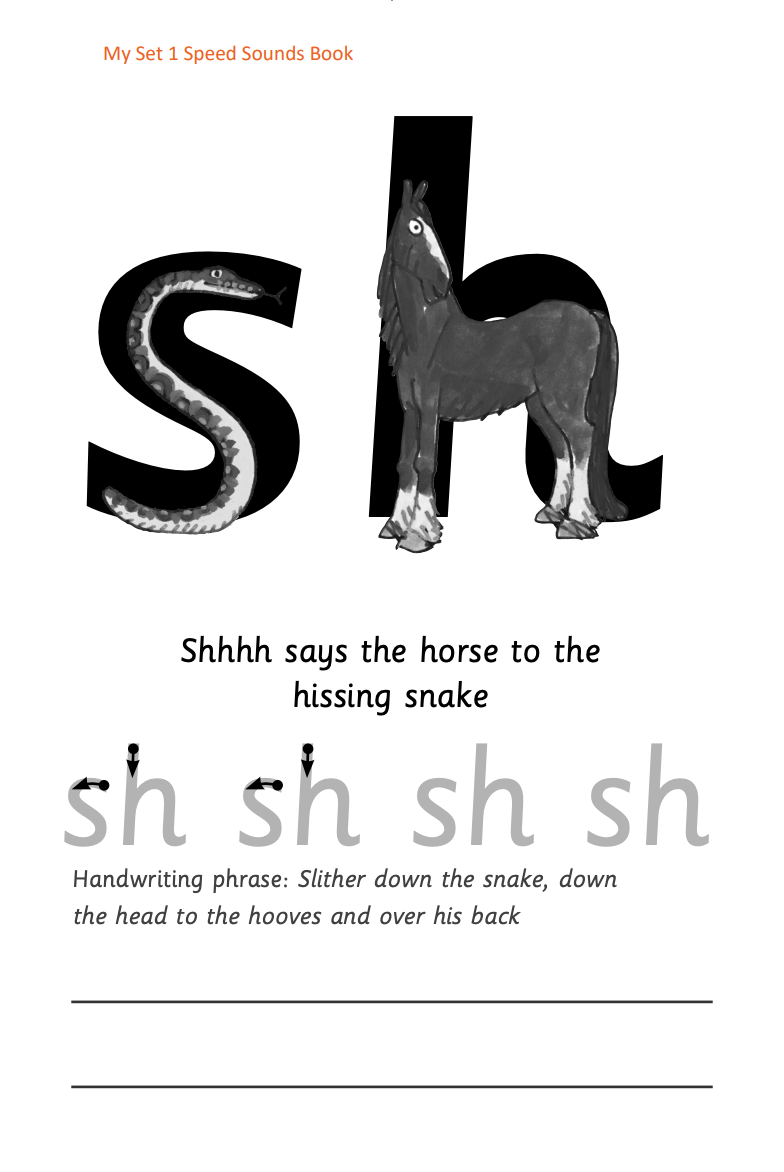 My Set 1 Speed Sounds Book
sh
Shhhh says the horse to the
hissing snake
sh sh sh sh
Handwriting phrase: Slither down the snake, down
the head to the hooves and over his back